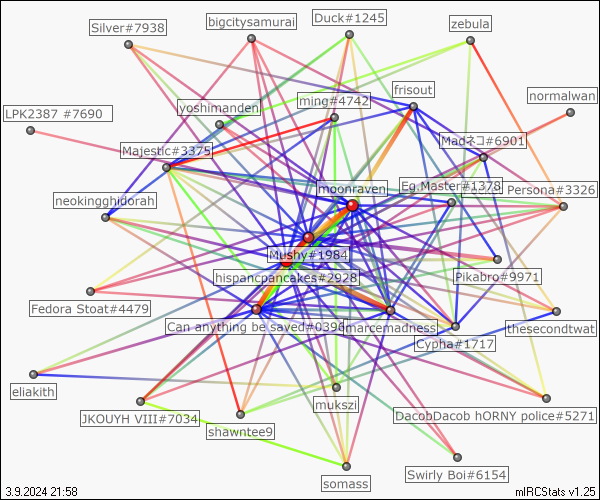 Silver#7938
bigcitysamurai
Duck#1245
zebula
frisout
normalwan
LPK2387 #7690
yoshimanden
ming#4742
Madネコ#6901
Majestic#3375
moonraven
Eg.Master#1378
Persona#3326
neokingghidorah
Mushy#1984
hispancpancakes#2928
Pikabro#9971
Fedora Stoat#4479
Can anything be saved#0394
marcemadness
thesecondtwat
Cypha#1717
eliakith
mukszi
JKOUYH VIII#7034
DacobDacob hORNY police#5271
shawntee9
somass
Swirly Boi#6154
3.9.2024 21:58
mIRCStats v1.25